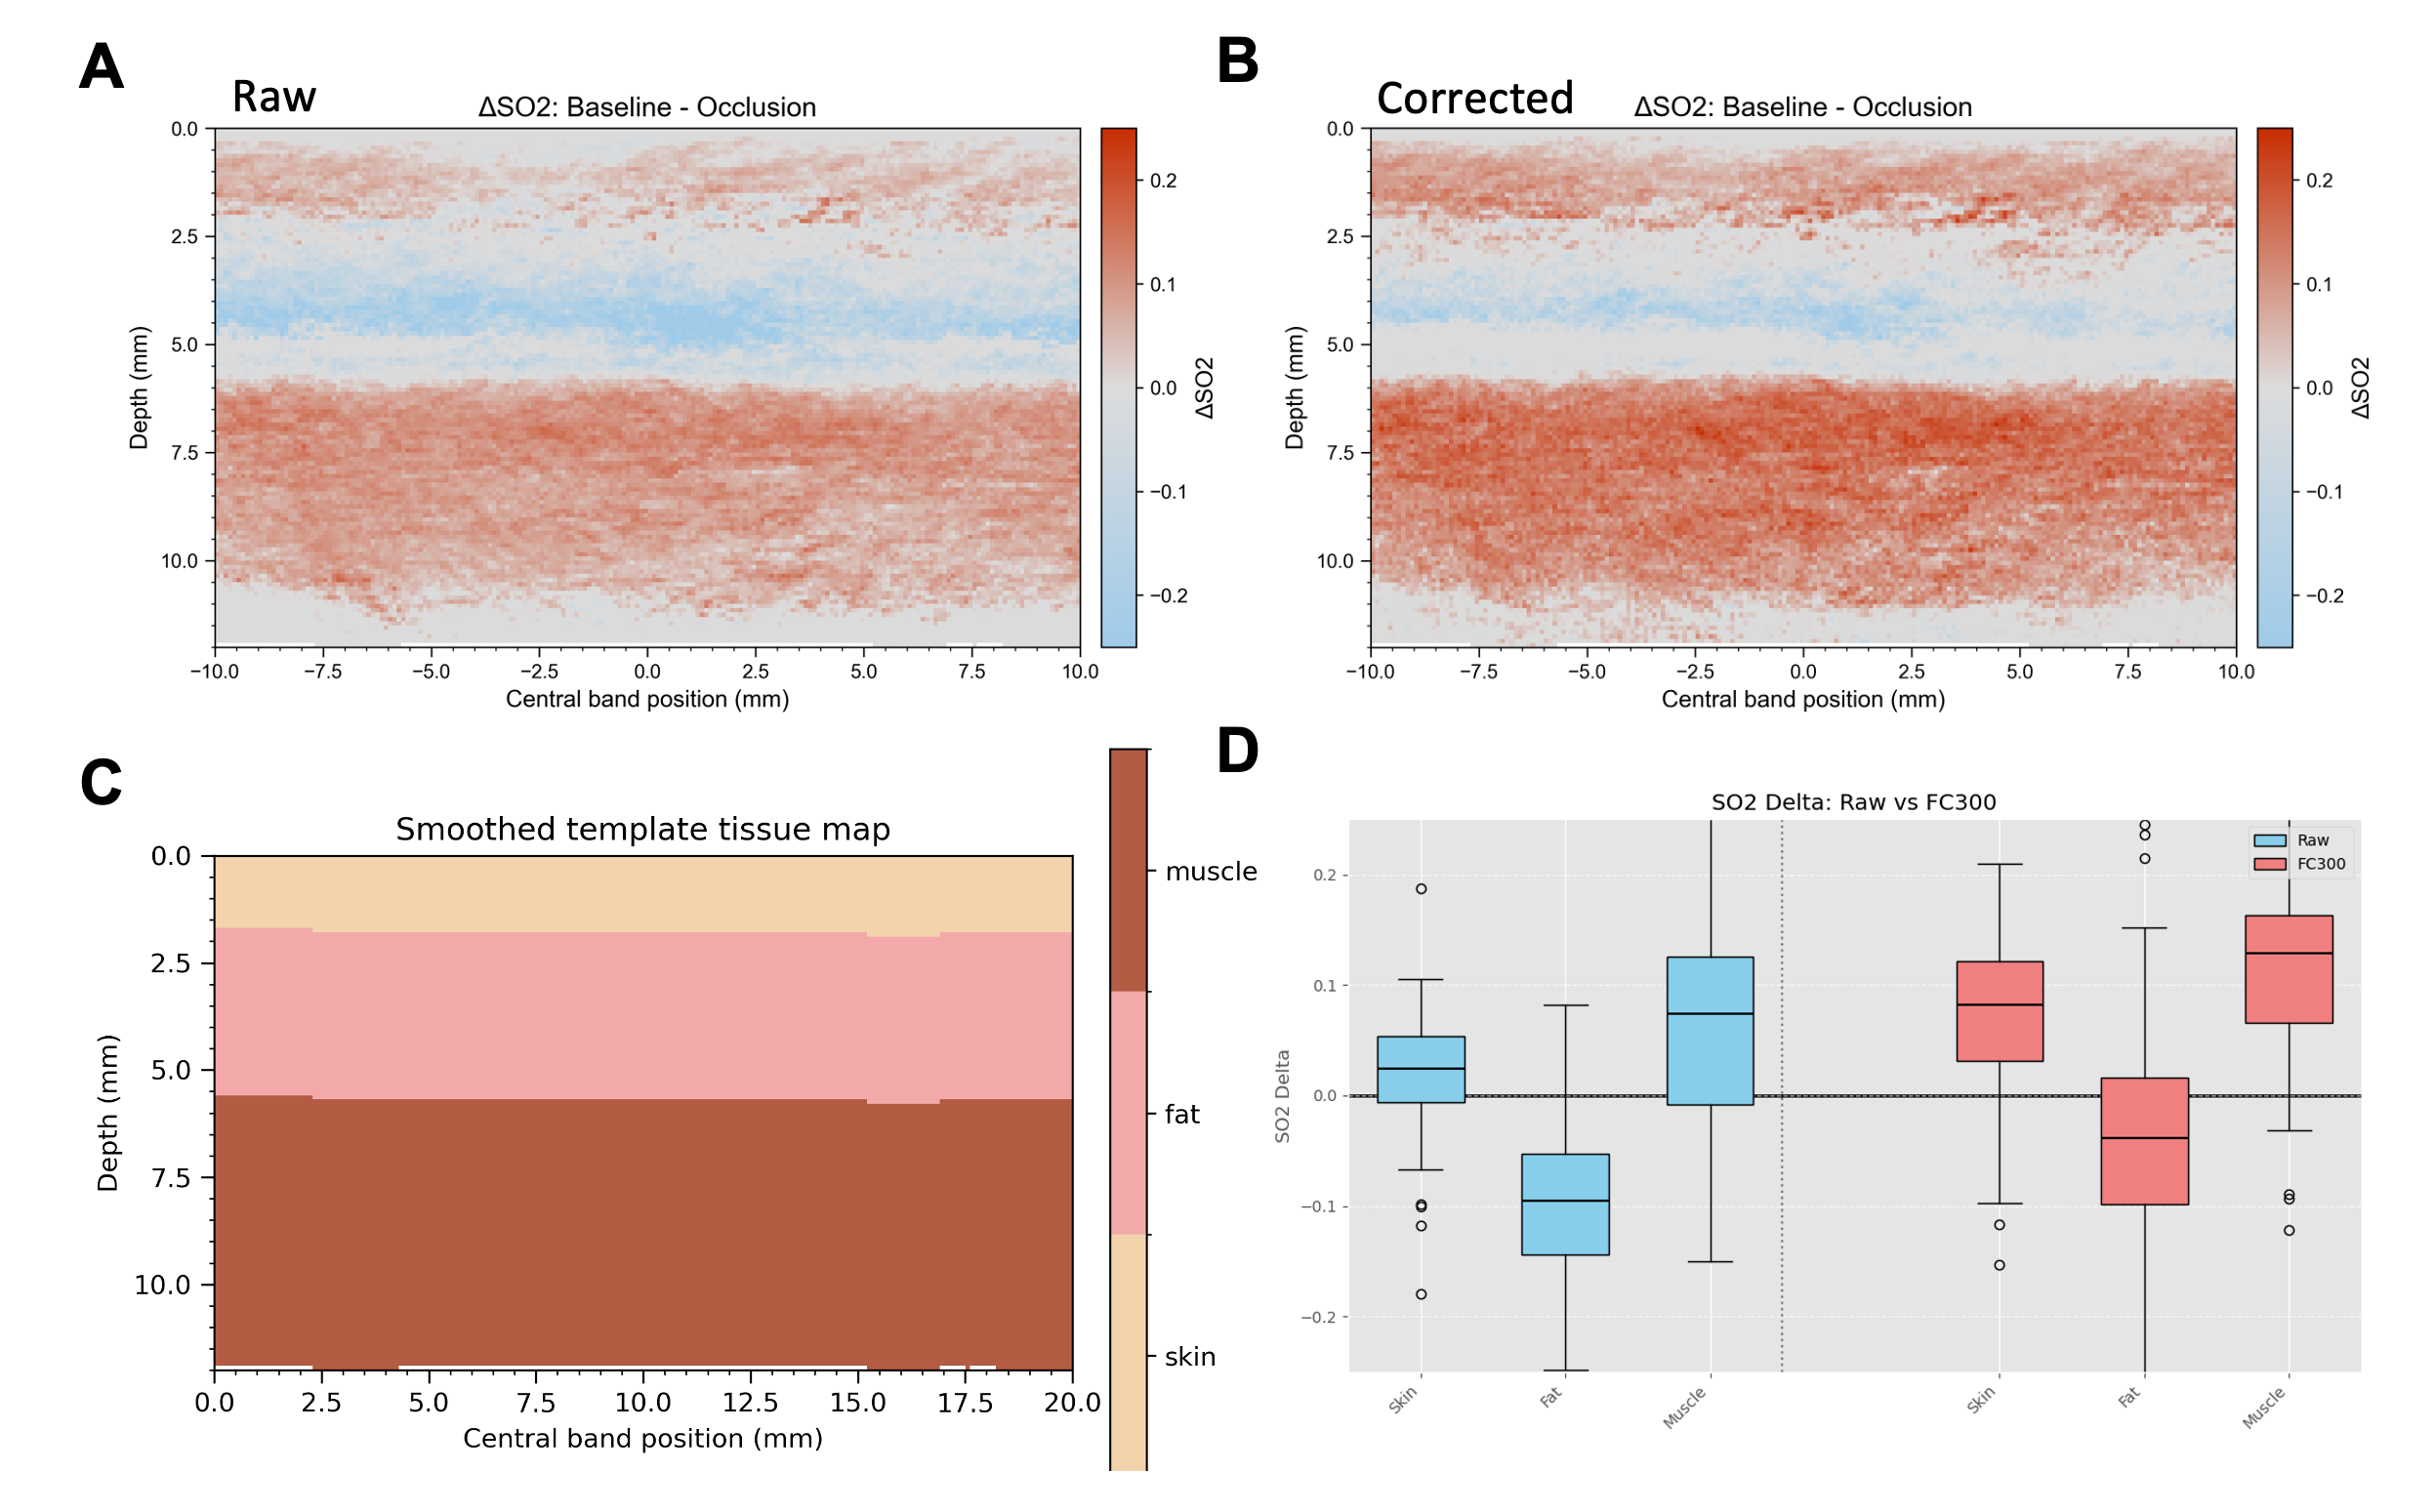 A
Raw
ΔSO2: Baseline - Occlusion
0.0
2.5
5.0
7.5
10.0
Depth (mm)
−10.0 −7.5 −5.0 −2.5 0.0 2.5 5.0 7.5 10.0
Central band position (mm)
0.2
0.1
0.0
−0.1
−0.2
ΔSO2
B
Corrected
ΔSO2: Baseline - Occlusion
0.0
2.5
5.0
7.5
10.0
Depth (mm)
−10.0 −7.5 −5.0 −2.5 0.0 2.5 5.0 7.5 10.0
Central band position (mm)
0.2
0.1
0.0
−0.1
−0.2
ΔSO2
C
Smoothed template tissue map
0.0
2.5
5.0
7.5
10.0
Depth (mm)
0.0 2.5 5.0 7.5 10.0 12.5 15.0 17.5 20.0
Central band position (mm)
muscle
fat
skin
D
SO2 Delta: Raw vs FC300
Raw
FC300
0.2
0.1
0.0
−0.1
−0.2
SO2 Delta
Skin Fat Muscle Skin Fat Muscle